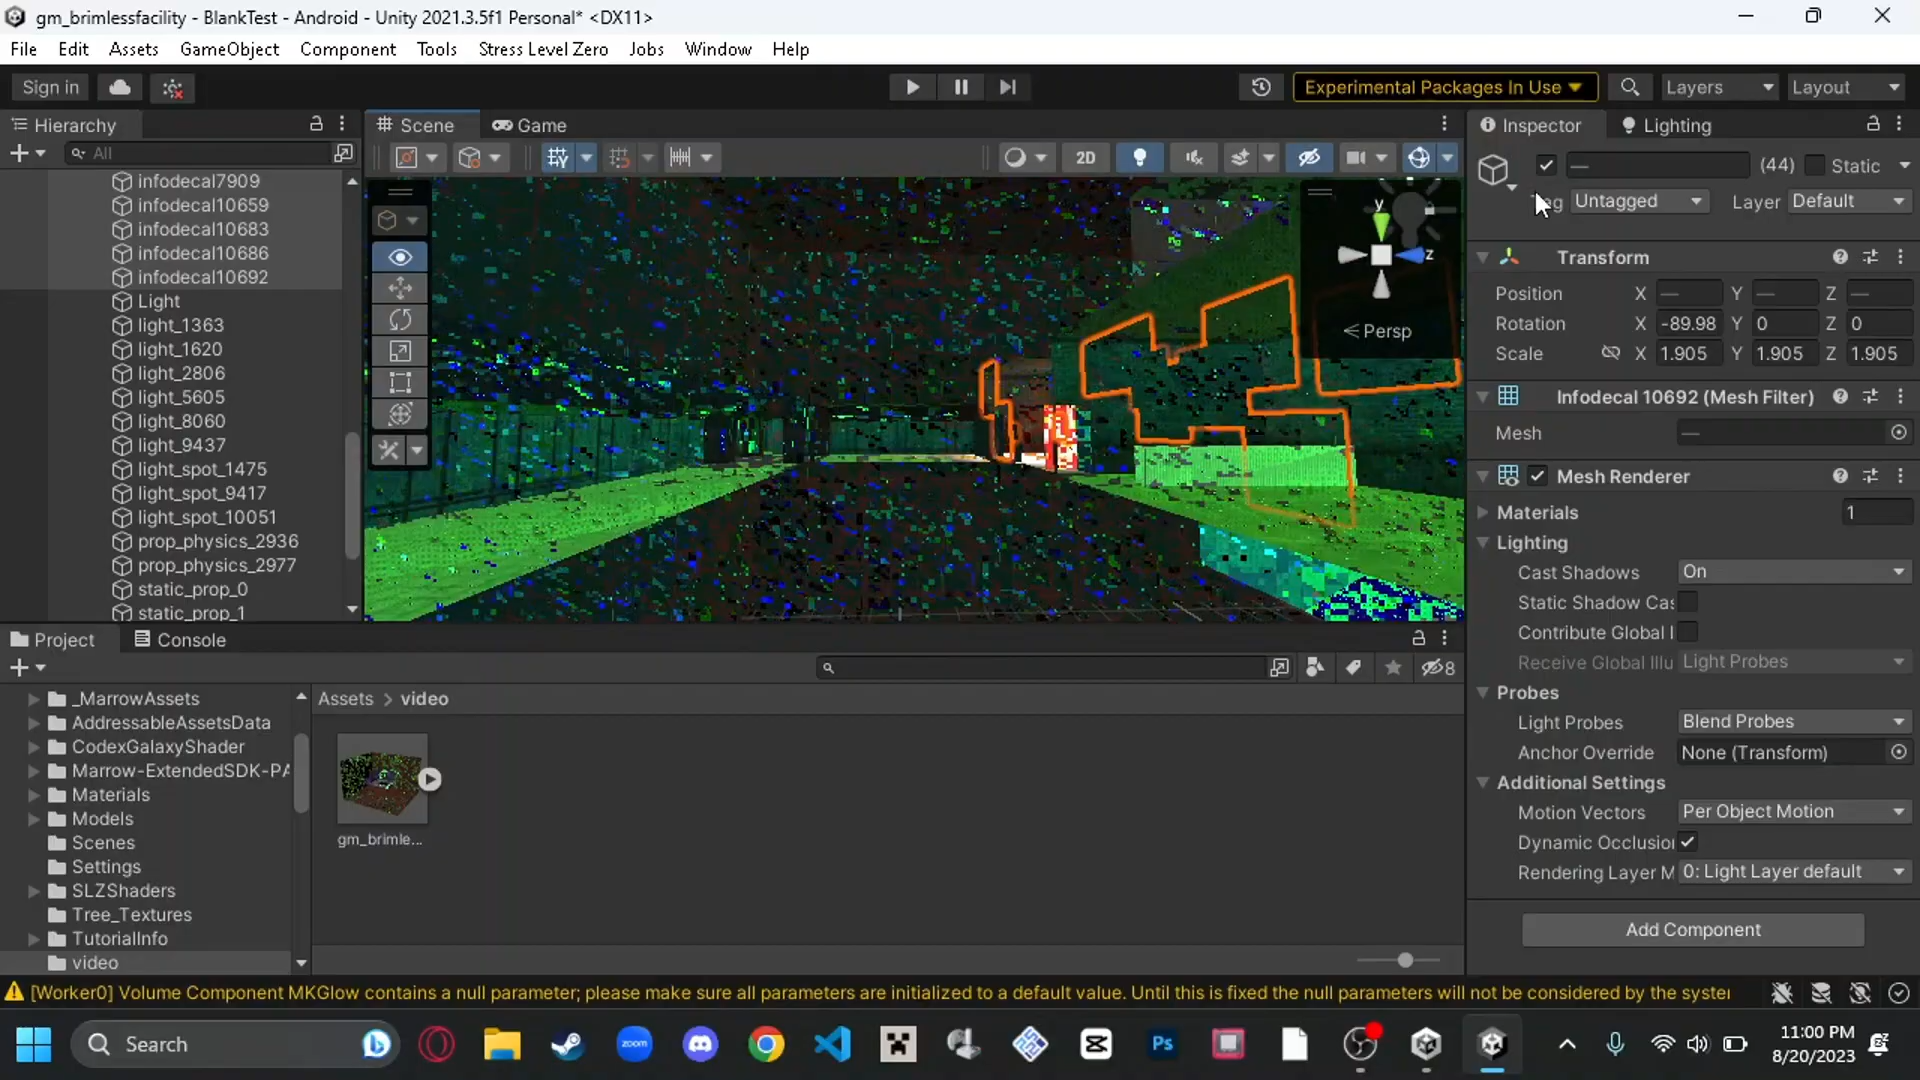 gm_brimlessfacility - BlankTest - Android - Unity 2021.3.5f1 Personal* <DX11>
File Edit Assets GameObject Component Tools Stress Level Zero Jobs Window Help
Sign in
Experimental Packages In Use
Layers
Layout
Hierarchy
Scene
Game
Inspector
Lighting
All
2D
(44)
Static
Tag Untagged
Layer Default
infodecal7909
infodecal10659
infodecal10683
infodecal10686
infodecal10692
Light
light_1363
light_1620
light_2806
light_5605
light_8060
light_9437
light_spot_1475
light_spot_9417
light_spot_10051
prop_physics_2936
prop_physics_2977
static_prop_0
static_prop_1
y
z
Persp
Transform
Position X — Y — Z —
Rotation X -89.98 Y 0 Z 0
Scale X 1.905 Y 1.905 Z 1.905
Infodecal 10692 (Mesh Filter)
Mesh —
Mesh Renderer
Materials 1
Lighting
Cast Shadows On
Static Shadow Cas
Contribute Global I
Receive Global Illu Light Probes
Probes
Light Probes Blend Probes
Anchor Override None (Transform)
Additional Settings
Motion Vectors Per Object Motion
Dynamic Occlusion
Rendering Layer M 0: Light Layer default
Add Component
Project
Console
8
_MarrowAssets
AddressableAssetsData
CodexGalaxyShader
Marrow-ExtendedSDK-PA
Materials
Models
Scenes
Settings
SLZShaders
Tree_Textures
TutorialInfo
video
Assets > video
gm_brimle...
[Worker0] Volume Component MKGlow contains a null parameter; please make sure all parameters are initialized to a default value. Until this is fixed the null parameters will not be considered by the system
Search
zoom
Ps
11:00 PM
8/20/2023